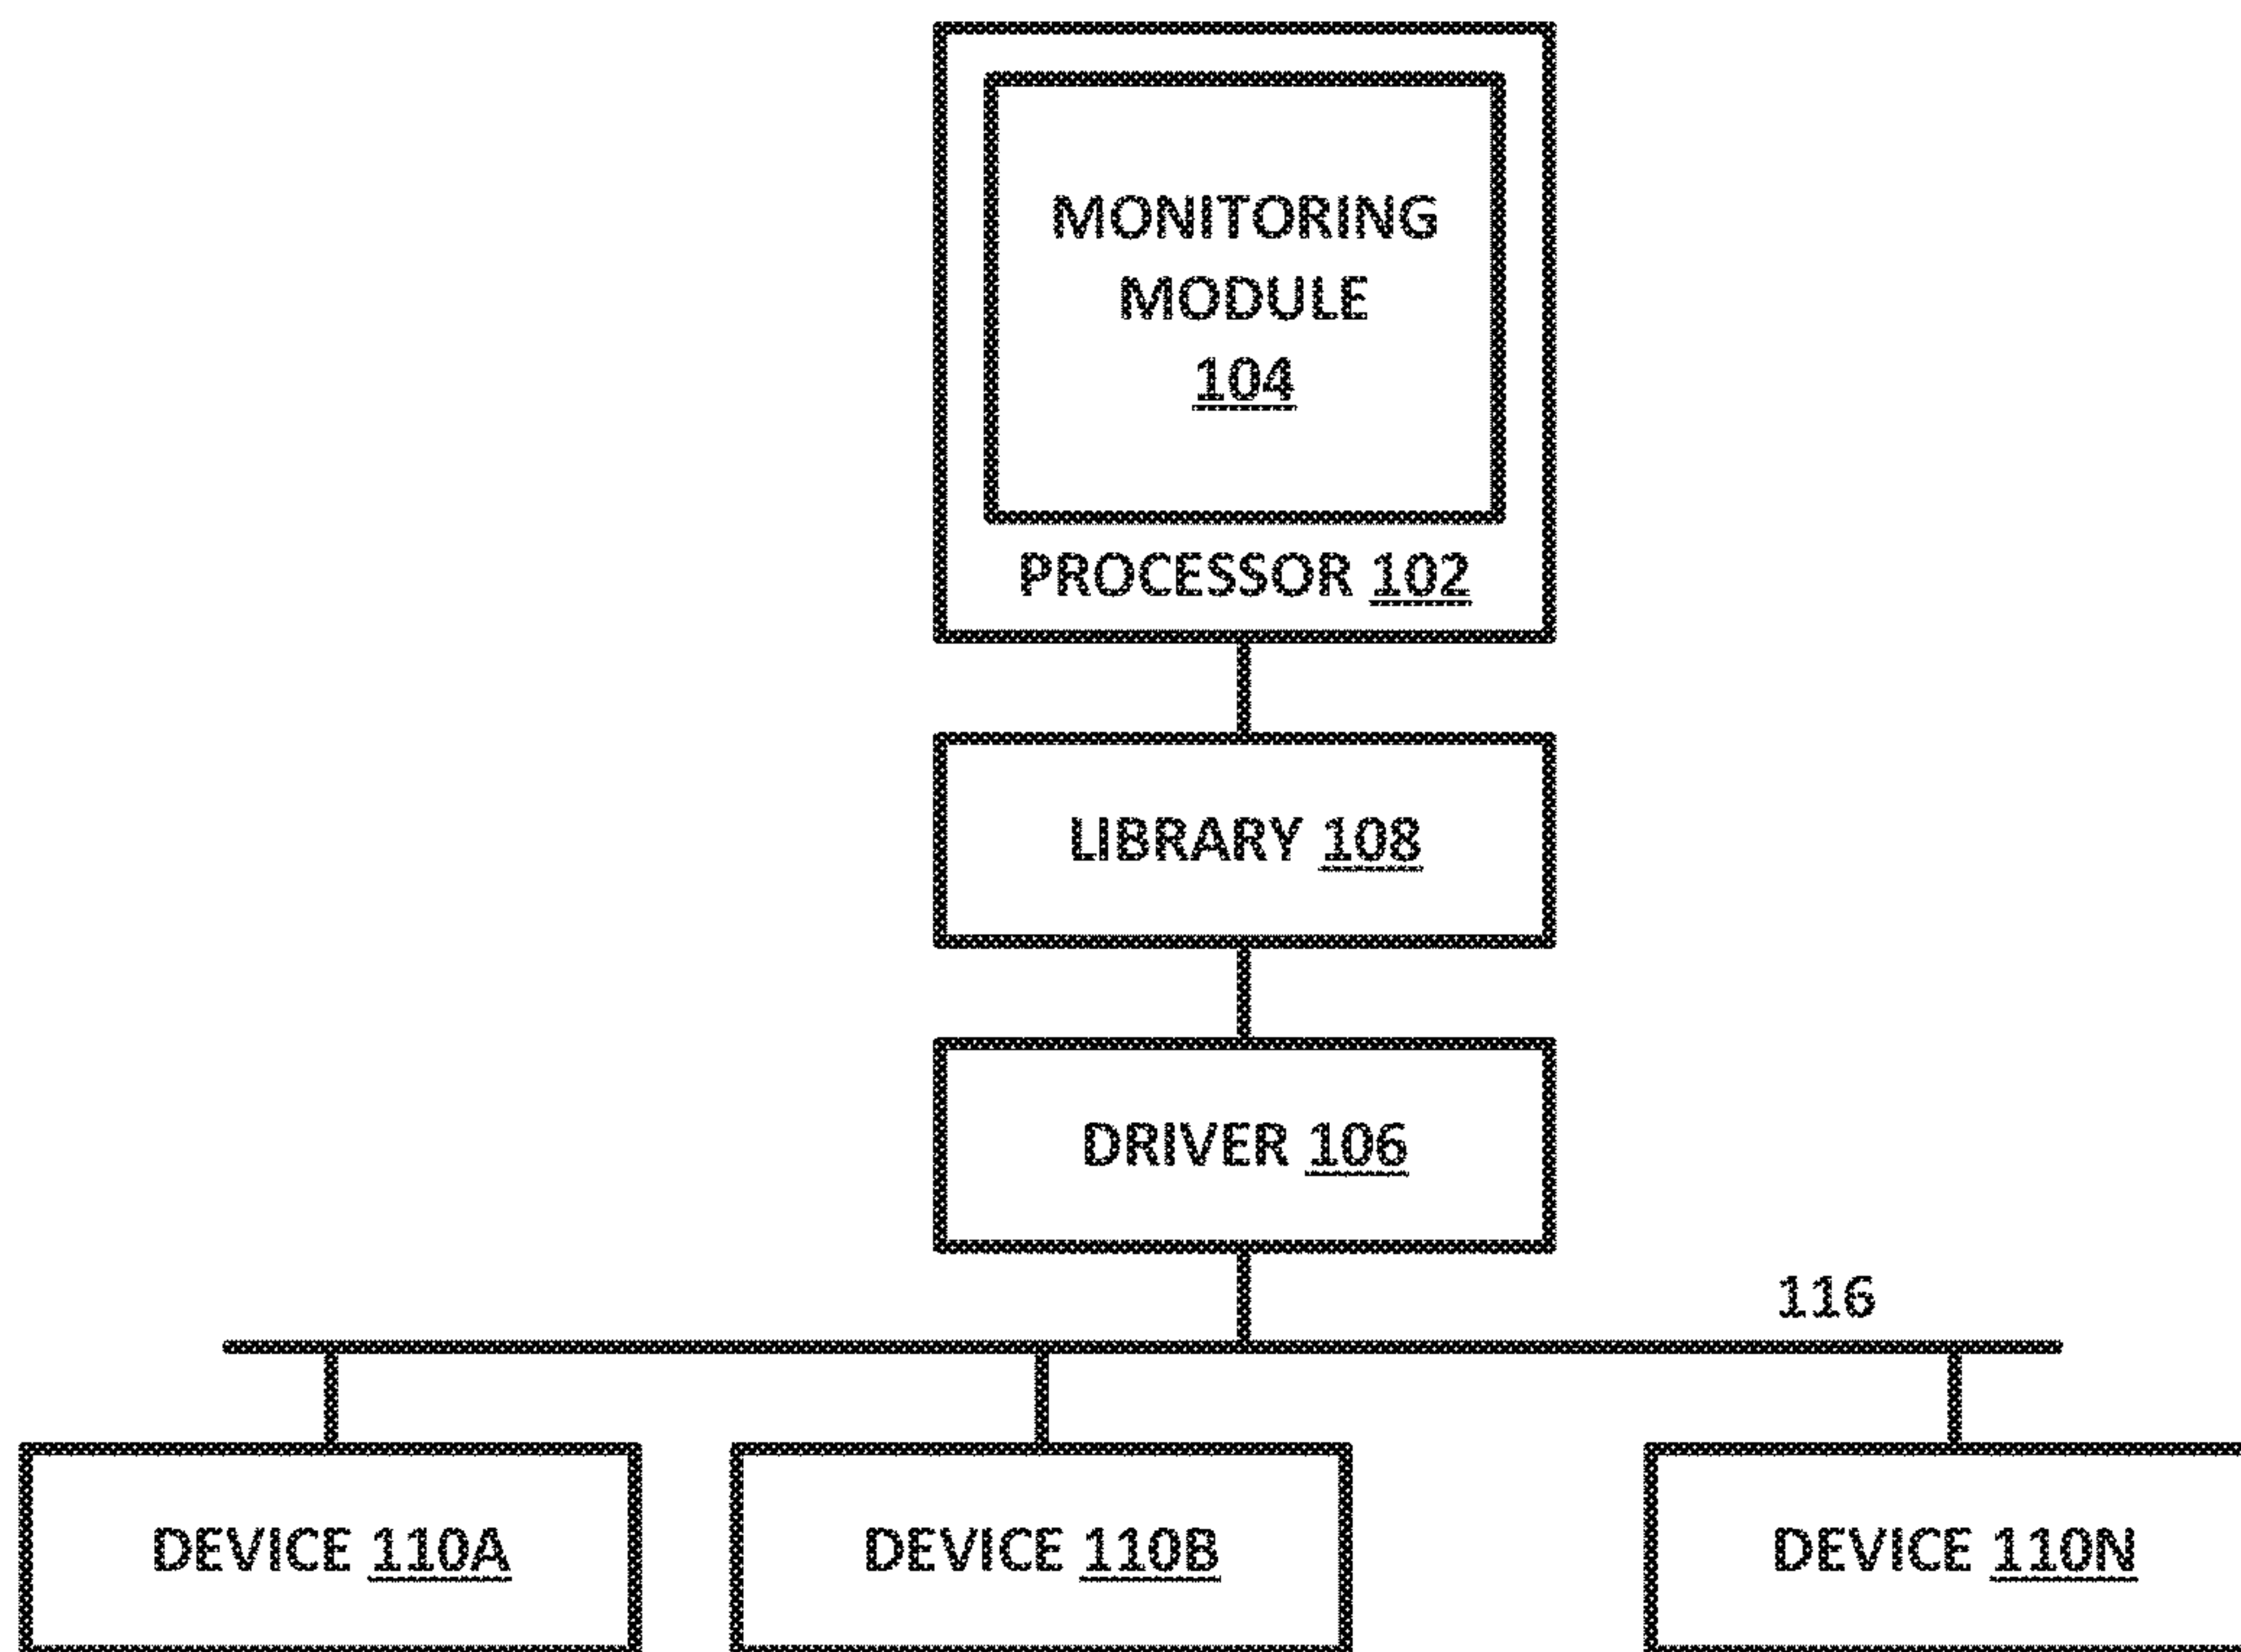 MONITORING
MODULE
104
PROCESSOR 102
LIBRARY 108
DRIVER 106
116
DEVICE 110A
DEVICE 110B
DEVICE 110N